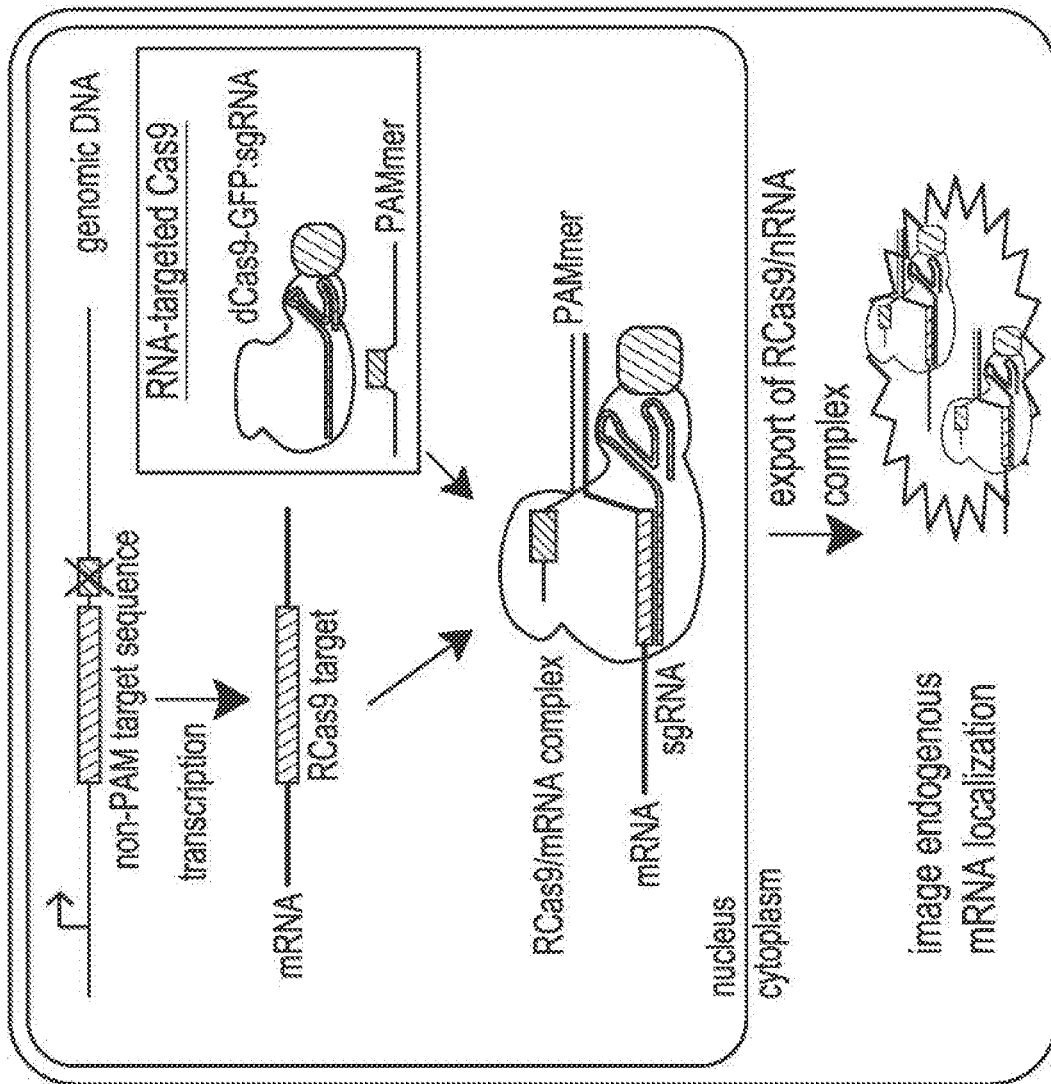 genomic DNA
non-PAM target sequence
transcription
mRNA
RCas9 target
RNA-targeted Cas9
dCas9-GFP:sgRNA
PAMmer
RCas9/mRNA complex
PAMmer
mRNA
sgRNA
nucleus
cytoplasm
export of RCas9/nRNA
complex
image endogenous
mRNA localization